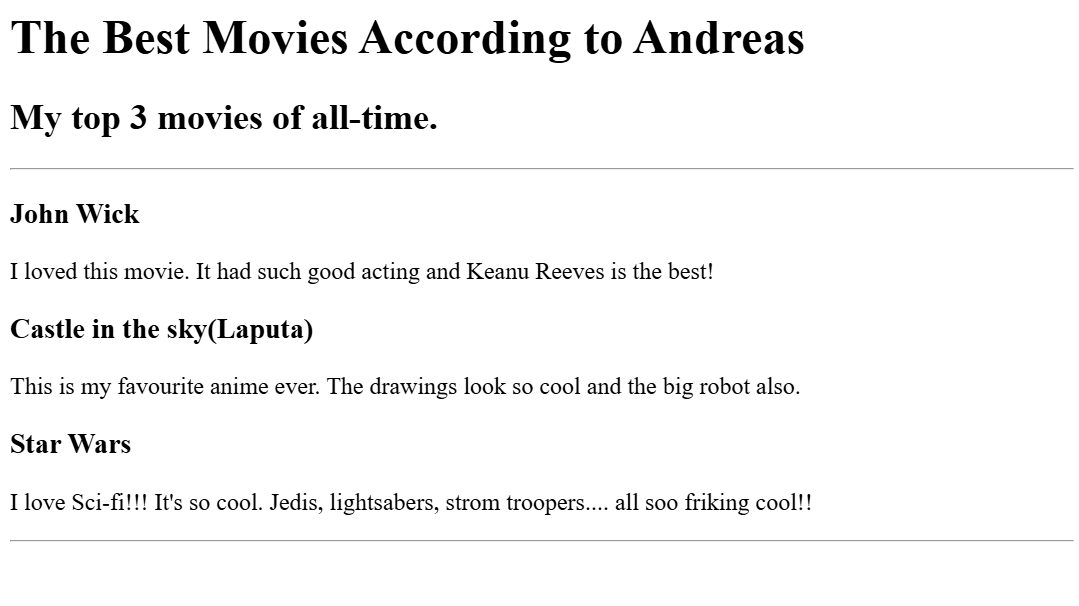 The Best Movies According to Andreas
My top 3 movies of all-time.
John Wick
I loved this movie. It had such good acting and Keanu Reeves is the best!
Castle in the sky(Laputa)
This is my favourite anime ever. The drawings look so cool and the big robot also.
Star Wars
I love Sci-fi!!! It's so cool. Jedis, lightsabers, strom troopers.... all soo friking cool!!